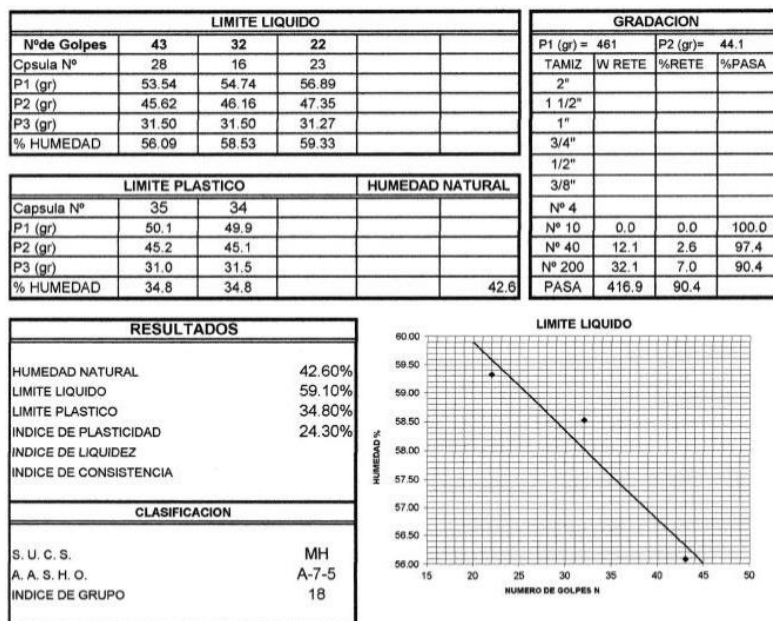 LIMITE LIQUIDO
Nºde Golpes 43 32 22
Cpsula Nº 28 16 23
P1 (gr) 53.54 54.74 56.89
P2 (gr) 45.62 46.16 47.35
P3 (gr) 31.50 31.50 31.27
% HUMEDAD 56.09 58.53 59.33
GRADACION
P1 (gr) = 461 P2 (gr)= 44.1
TAMIZ W RETE %RETE %PASA
2"
1 1/2"
1"
3/4"
1/2"
3/8"
Nº 4
Nº 10 0.0 0.0 100.0
Nº 40 12.1 2.6 97.4
Nº 200 32.1 7.0 90.4
PASA 416.9 90.4
LIMITE PLASTICO HUMEDAD NATURAL
Capsula Nº 35 34
P1 (gr) 50.1 49.9
P2 (gr) 45.2 45.1
P3 (gr) 31.0 31.5
% HUMEDAD 34.8 34.8 42.6
RESULTADOS
HUMEDAD NATURAL 42.60%
LIMITE LIQUIDO 59.10%
LIMITE PLASTICO 34.80%
INDICE DE PLASTICIDAD 24.30%
INDICE DE LIQUIDEZ
INDICE DE CONSISTENCIA
CLASIFICACION
S. U. C. S. MH
A. A. S. H. O. A-7-5
INDICE DE GRUPO 18
LIMITE LIQUIDO
60.00
59.50
59.00
58.50
58.00
57.50
57.00
56.50
56.00
HUMEDAD %
15 20 25 30 35 40 45 50
NUMERO DE GOLPES N